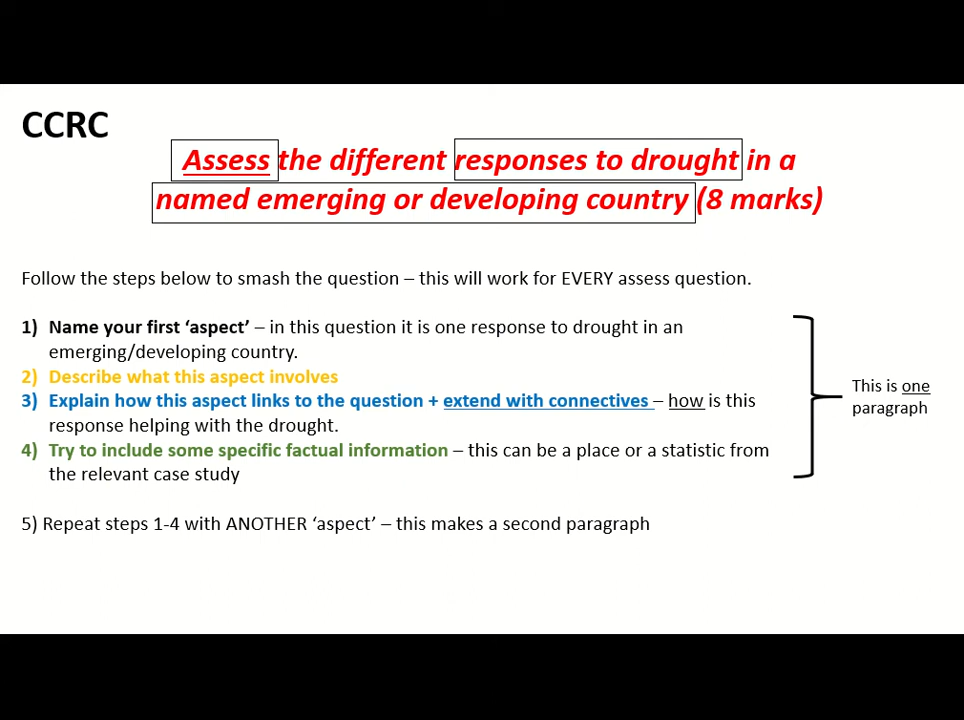 CCRC
Assess the different responses to drought in a
named emerging or developing country (8 marks)
Follow the steps below to smash the question – this will work for EVERY assess question.
1) Name your first ‘aspect’ – in this question it is one response to drought in an
emerging/developing country.
2) Describe what this aspect involves
3) Explain how this aspect links to the question + extend with connectives – how is this
response helping with the drought.
4) Try to include some specific factual information – this can be a place or a statistic from
the relevant case study
This is one
paragraph
5) Repeat steps 1-4 with ANOTHER ‘aspect’ – this makes a second paragraph